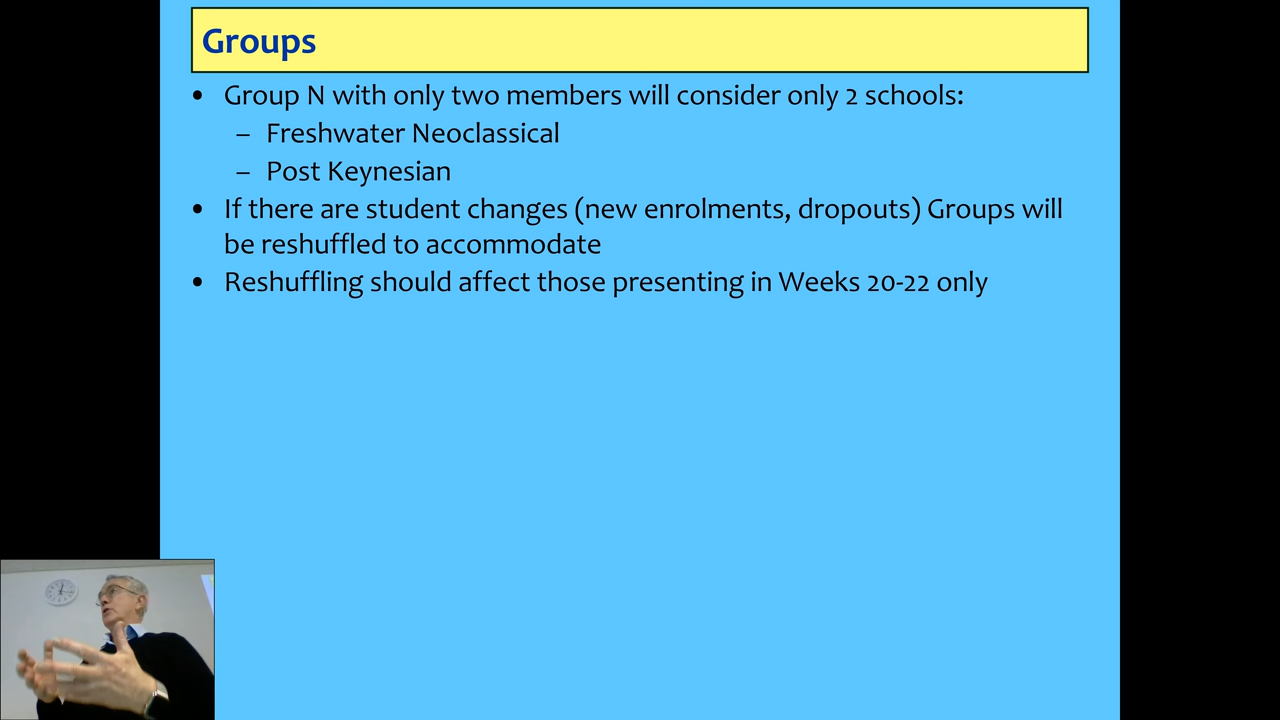 Groups
• Group N with only two members will consider only 2 schools:
– Freshwater Neoclassical
– Post Keynesian
• If there are student changes (new enrolments, dropouts) Groups will
be reshuffled to accommodate
• Reshuffling should affect those presenting in Weeks 20-22 only